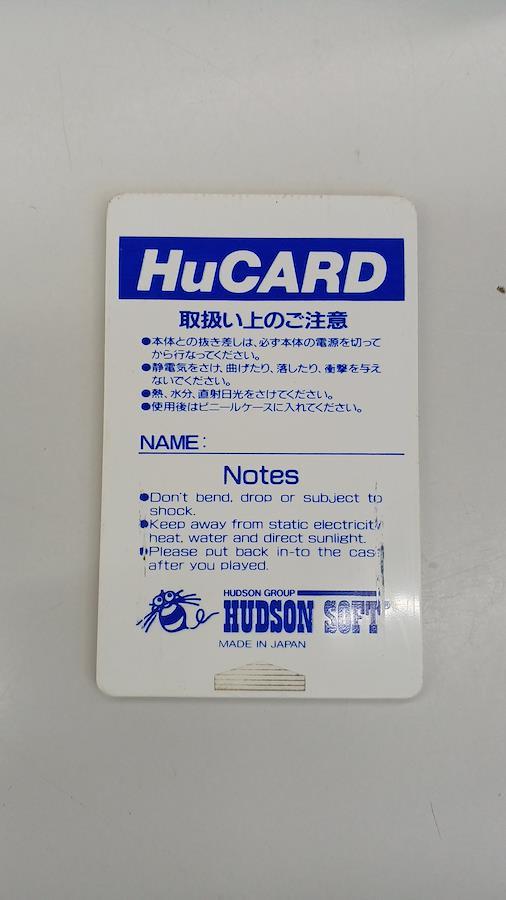 HuCARD
取扱い上のご注意
●本体との抜き差しは、必ず本体の電源を切って
から行なってください。
●静電気をさけ、曲げたり、落したり、衝撃を与え
ないでください。
●熱、水分、直射日光をさけてください。
●使用後はビニールケースに入れてください。
NAME:
Notes
●Don't bend, drop or subject to
shock.
●Keep away from static electricity
heat, water and direct sunlight.
●Please put back in-to the cas
after you played.
HUDSON GROUP
HUDSON SOFT
MADE IN JAPAN